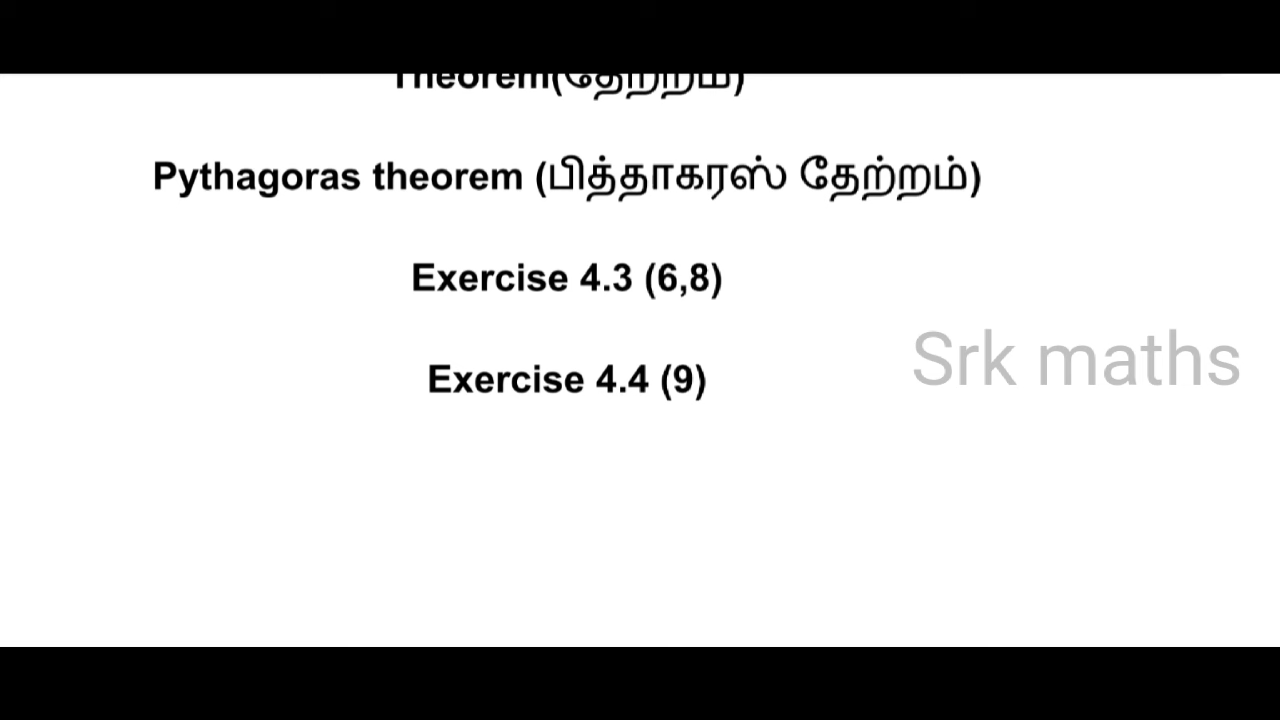 Theorem(தேற்றம்)
Pythagoras theorem (பித்தாகரஸ் தேற்றம்)
Exercise 4.3 (6,8)
Srk maths
Exercise 4.4 (9)